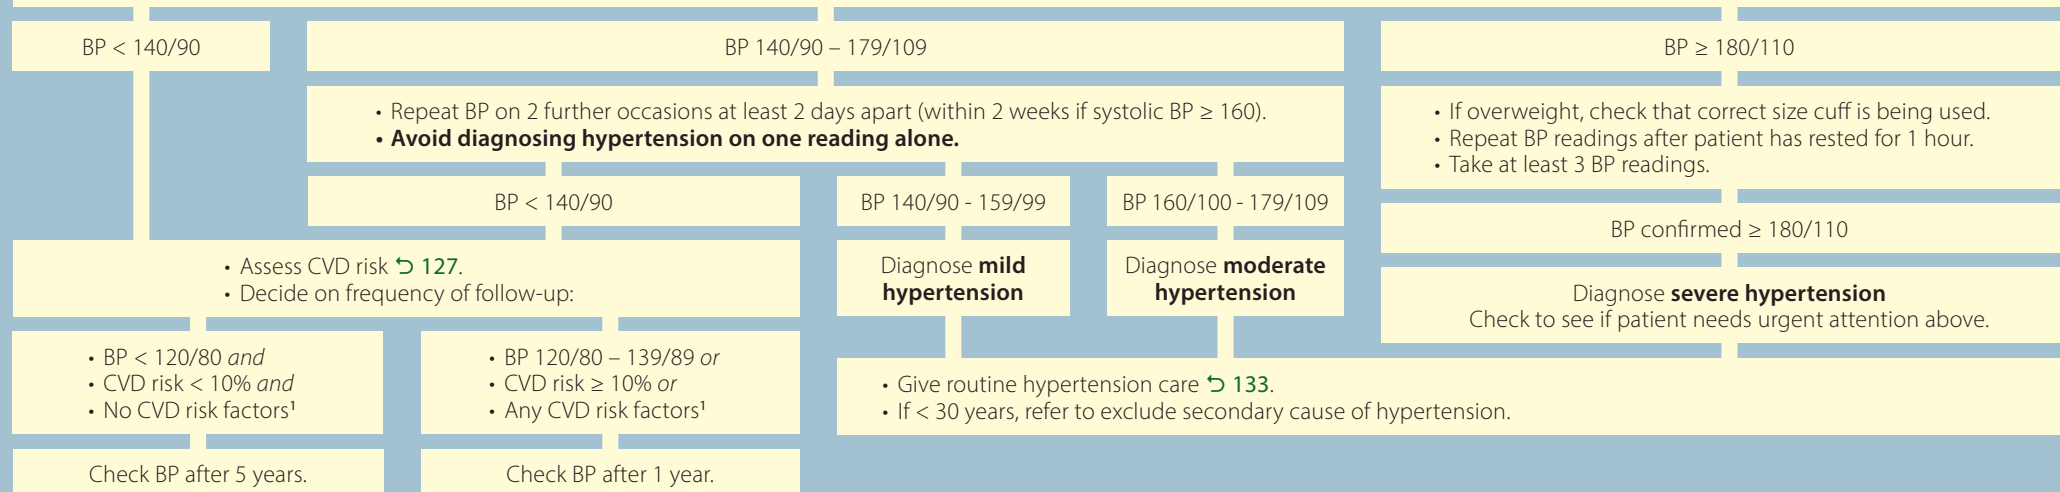 BP < 140/90
BP 140/90 – 179/109
BP ≥ 180/110
• Repeat BP on 2 further occasions at least 2 days apart (within 2 weeks if systolic BP ≥ 160).
• Avoid diagnosing hypertension on one reading alone.
• If overweight, check that correct size cuff is being used.
• Repeat BP readings after patient has rested for 1 hour.
• Take at least 3 BP readings.
BP < 140/90
BP 140/90 - 159/99
BP 160/100 - 179/109
BP confirmed ≥ 180/110
• Assess CVD risk ⮌ 127.
• Decide on frequency of follow-up:
Diagnose mild
hypertension
Diagnose moderate
hypertension
Diagnose severe hypertension
Check to see if patient needs urgent attention above.
• BP < 120/80 and
• CVD risk < 10% and
• No CVD risk factors¹
• BP 120/80 – 139/89 or
• CVD risk ≥ 10% or
• Any CVD risk factors¹
• Give routine hypertension care ⮌ 133.
• If < 30 years, refer to exclude secondary cause of hypertension.
Check BP after 5 years.
Check BP after 1 year.